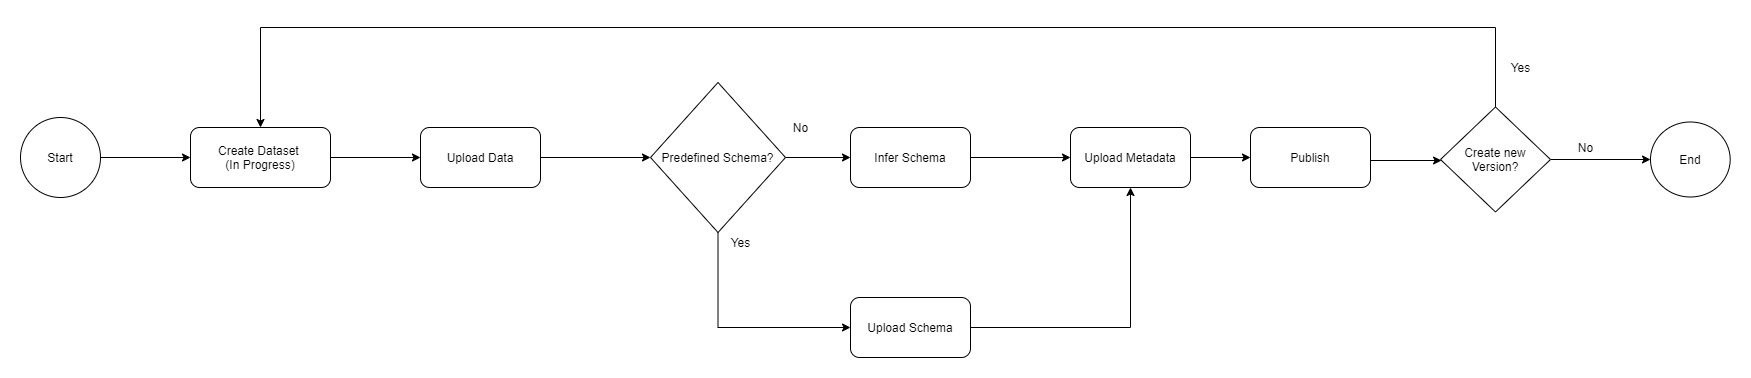 Yes
Start
Create Dataset
(In Progress)
Upload Data
Predefined Schema?
No
Infer Schema
Upload Metadata
Publish
Create new
Version?
No
End
Yes
Upload Schema